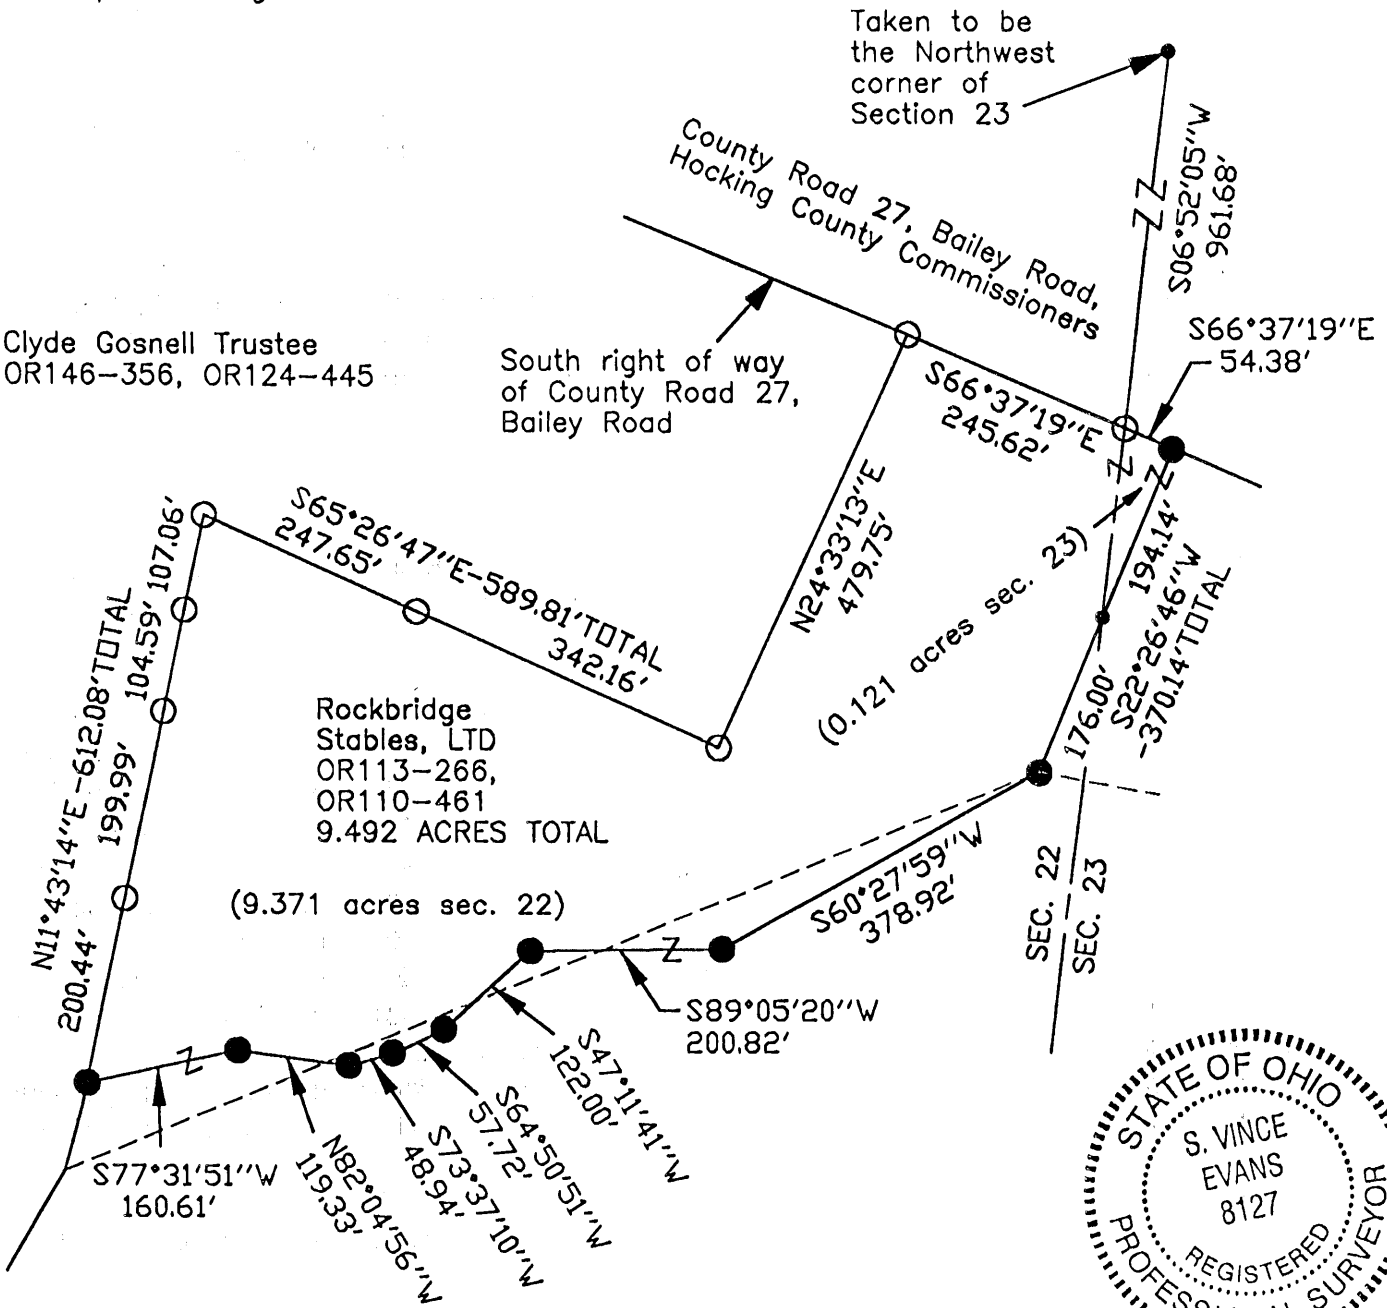 Taken to be
the Northwest
corner of
Section 23
S06°52'05"W
961.68'
County Road 27, Bailey Road,
Hocking County Commissioners
S66°37'19"E
54.38'
Clyde Gosnell Trustee
OR146-356, OR124-445
South right of way
of County Road 27,
Bailey Road
S66°37'19"E
245.62'
Z
Z
Z
Z
N24°33'13"E
479.75'
(0.121 acres sec. 23)
194.14'
S22°26'46"W
-370.14'TOTAL
176.00'
S65°26'47"E-589.81'TOTAL
247.65'
342.16'
N11°43'14"E-612.08'TOTAL
107.06'
104.59'
199.99'
200.44'
Rockbridge
Stables, LTD
OR113-266,
OR110-461
9.492 ACRES TOTAL
(9.371 acres sec. 22)
S60°27'59"W
378.92'
SEC. 22
SEC. 23
Z
S89°05'20"W
200.82'
S47°11'41"W
122.00'
S64°50'51"W
57.72'
S73°37'10"W
48.94'
N82°04'56"W
119.33'
Z
S77°31'51"W
160.61'
STATE OF OHIO
S. VINCE
EVANS
8127
REGISTERED
SURVEYOR